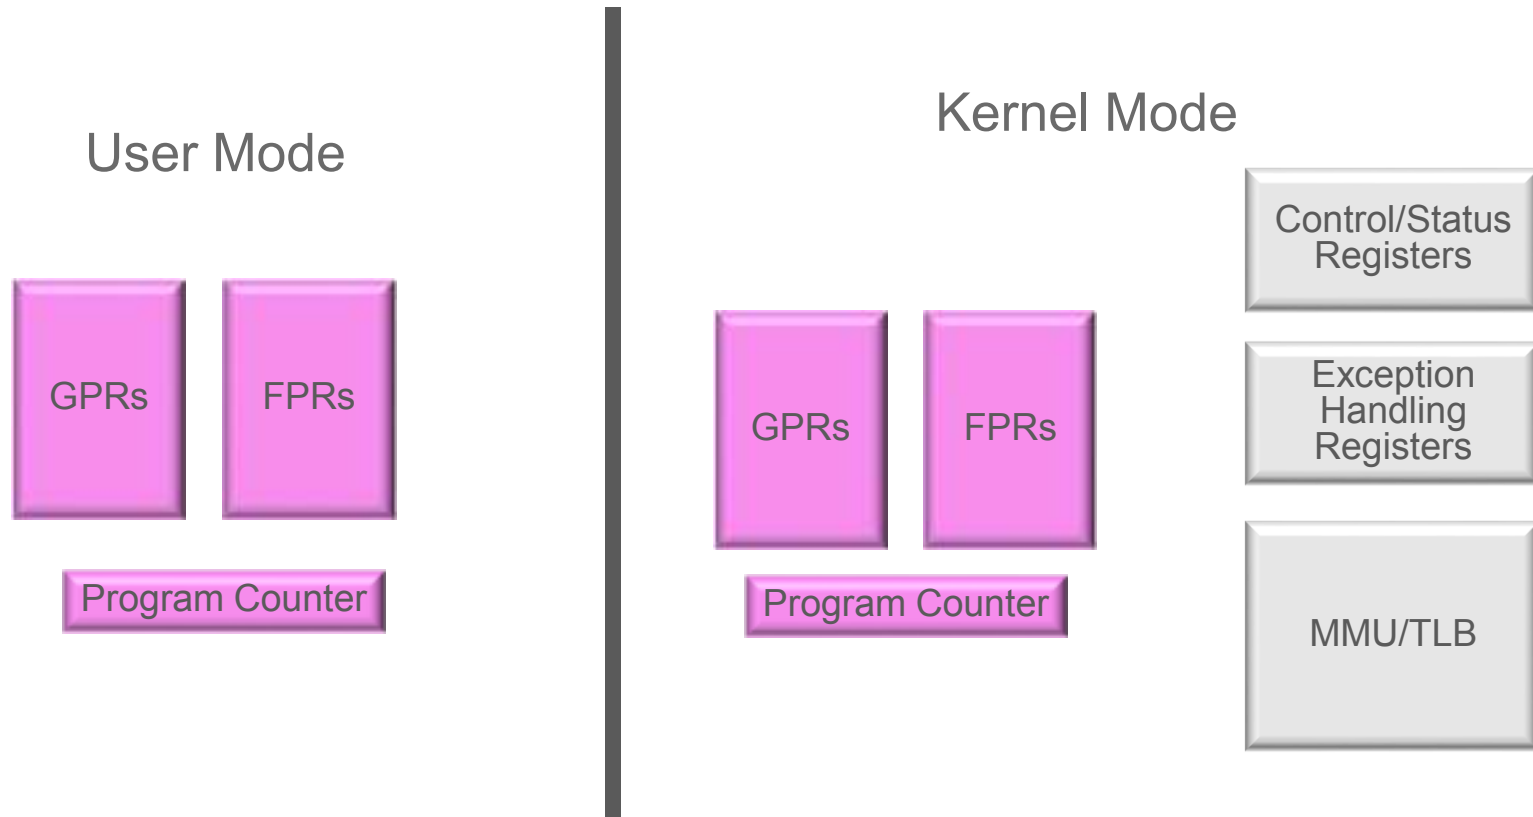 User Mode
GPRs
FPRs
Program Counter
Kernel Mode
GPRs
FPRs
Program Counter
Control/Status
Registers
Exception
Handling
Registers
MMU/TLB